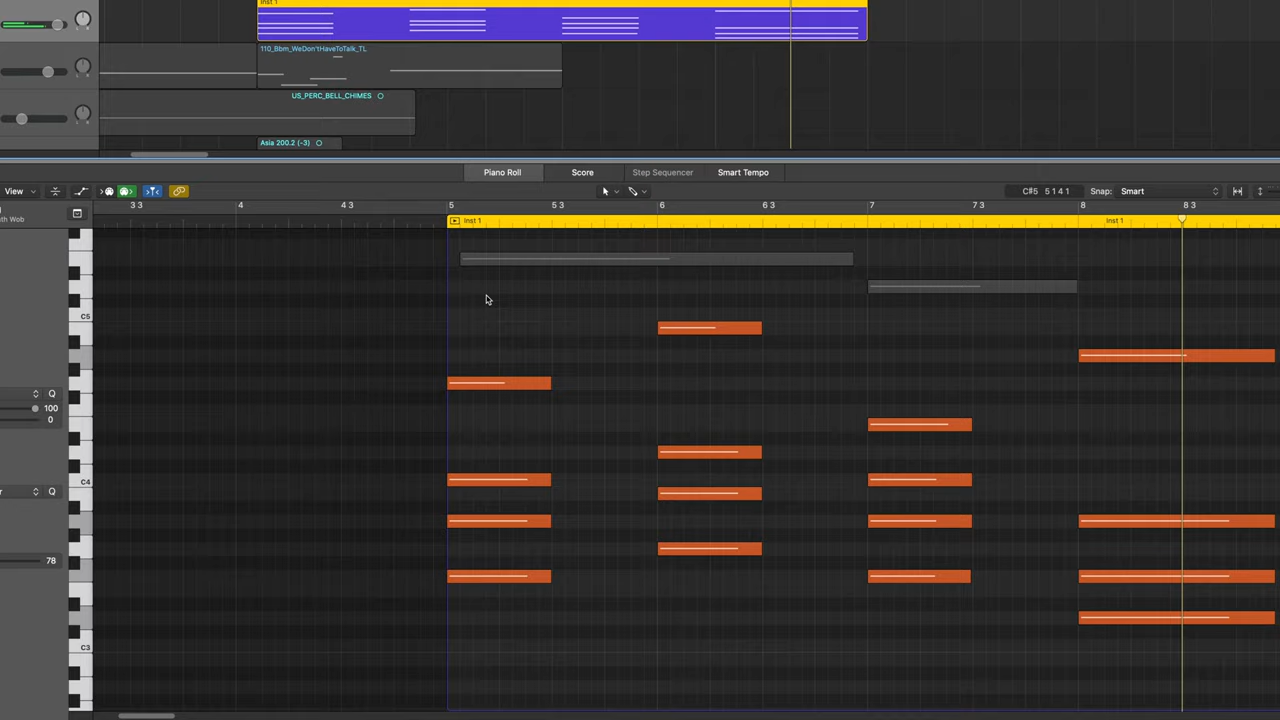 Inst 1
110_Bbm_WeDon'tHaveToTalk_TL
US_PERC_BELL_CHIMES
Asia 200.2 (-3)
Piano Roll Score Step Sequencer Smart Tempo
View C#5 5 1 4 1 Snap: Smart
3 3 4 4 3 5 5 3 6 6 3 7 7 3 8 8 3
Inst 1 Inst 1
C5
Q
100
0
C4
Q
78
C3